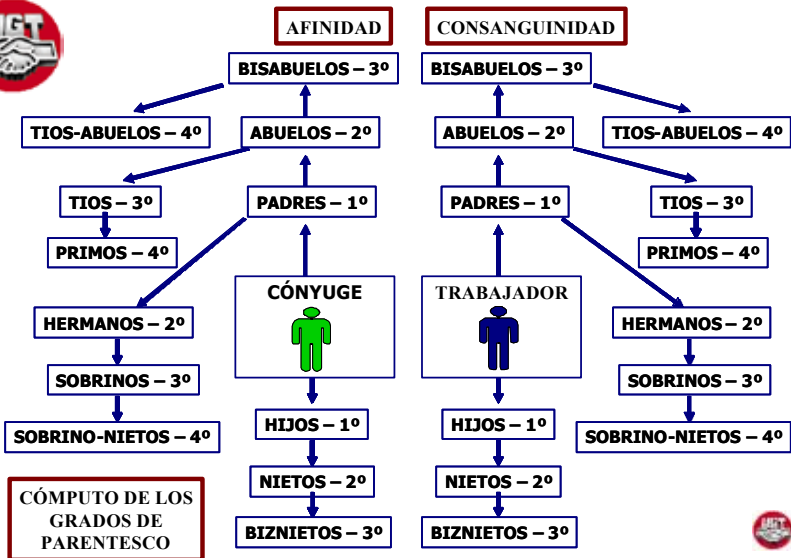 UGT
AFINIDAD
CONSANGUINIDAD
BISABUELOS – 3º
BISABUELOS – 3º
TIOS-ABUELOS – 4º
ABUELOS – 2º
ABUELOS – 2º
TIOS-ABUELOS – 4º
TIOS – 3º
PADRES – 1º
PADRES – 1º
TIOS – 3º
PRIMOS – 4º
PRIMOS – 4º
CÓNYUGE
TRABAJADOR
HERMANOS – 2º
HERMANOS – 2º
SOBRINOS – 3º
SOBRINOS – 3º
HIJOS – 1º
HIJOS – 1º
SOBRINO-NIETOS – 4º
SOBRINO-NIETOS – 4º
NIETOS – 2º
NIETOS – 2º
CÓMPUTO DE LOS
GRADOS DE
PARENTESCO
BIZNIETOS – 3º
BIZNIETOS – 3º
UGT